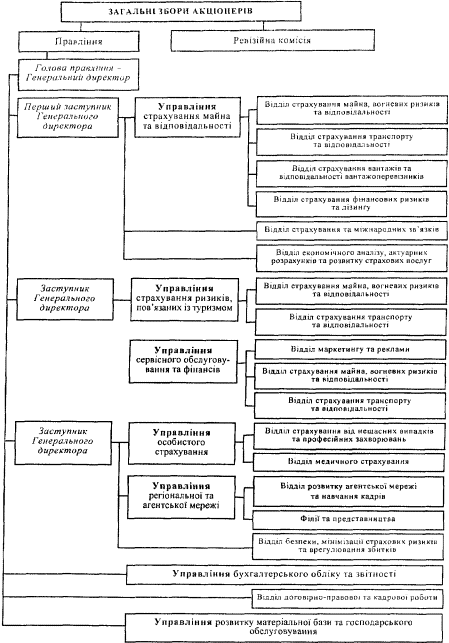 ЗАГАЛЬНІ ЗБОРИ АКЦІОНЕРІВ
Правління
Ревізійна комісія
Голова правління –
Генеральний директор
Перший заступник
Генерального
директора
Управління
страхування майна
та відповідальності
Відділ страхування майна, вогневих ризиків
та відповідальності
Відділ страхування транспорту
та відповідальності
Відділ страхування вантажів та
відповідальності вантажоперевізників
Відділ страхування фінансових ризиків
та лізингу
Відділ страхування та міжнародних зв'язків
Відділ економічного аналізу, актуарних
розрахунків та розвитку страхових послуг
Заступник
Генерального
директора
Управління
страхування ризиків,
пов'язаних із туризмом
Відділ страхування майна, вогневих ризиків
та відповідальності
Відділ страхування транспорту
та відповідальності
Управління
сервісного обслугову-
вання та фінансів
Відділ маркетингу та реклами
Відділ страхування майна, вогневих ризиків
та відповідальності
Відділ страхування транспорту
та відповідальності
Заступник
Генерального
директора
Управління
особистого
страхування
Відділ страхування від нещасних випадків
та професійних захворювань
Відділ медичного страхування
Управління
регіональної та
агентської мережі
Відділ розвитку агентської мережі
та навчання кадрів
Філії та представництва
Відділ безпеки, мінімізації страхових ризиків
та врегулювання збитків
Управління бухгалтерського обліку та звітності
Відділ договірно-правової та кадрової роботи
Управління розвитку матеріальної бази та господарського
обслуговування